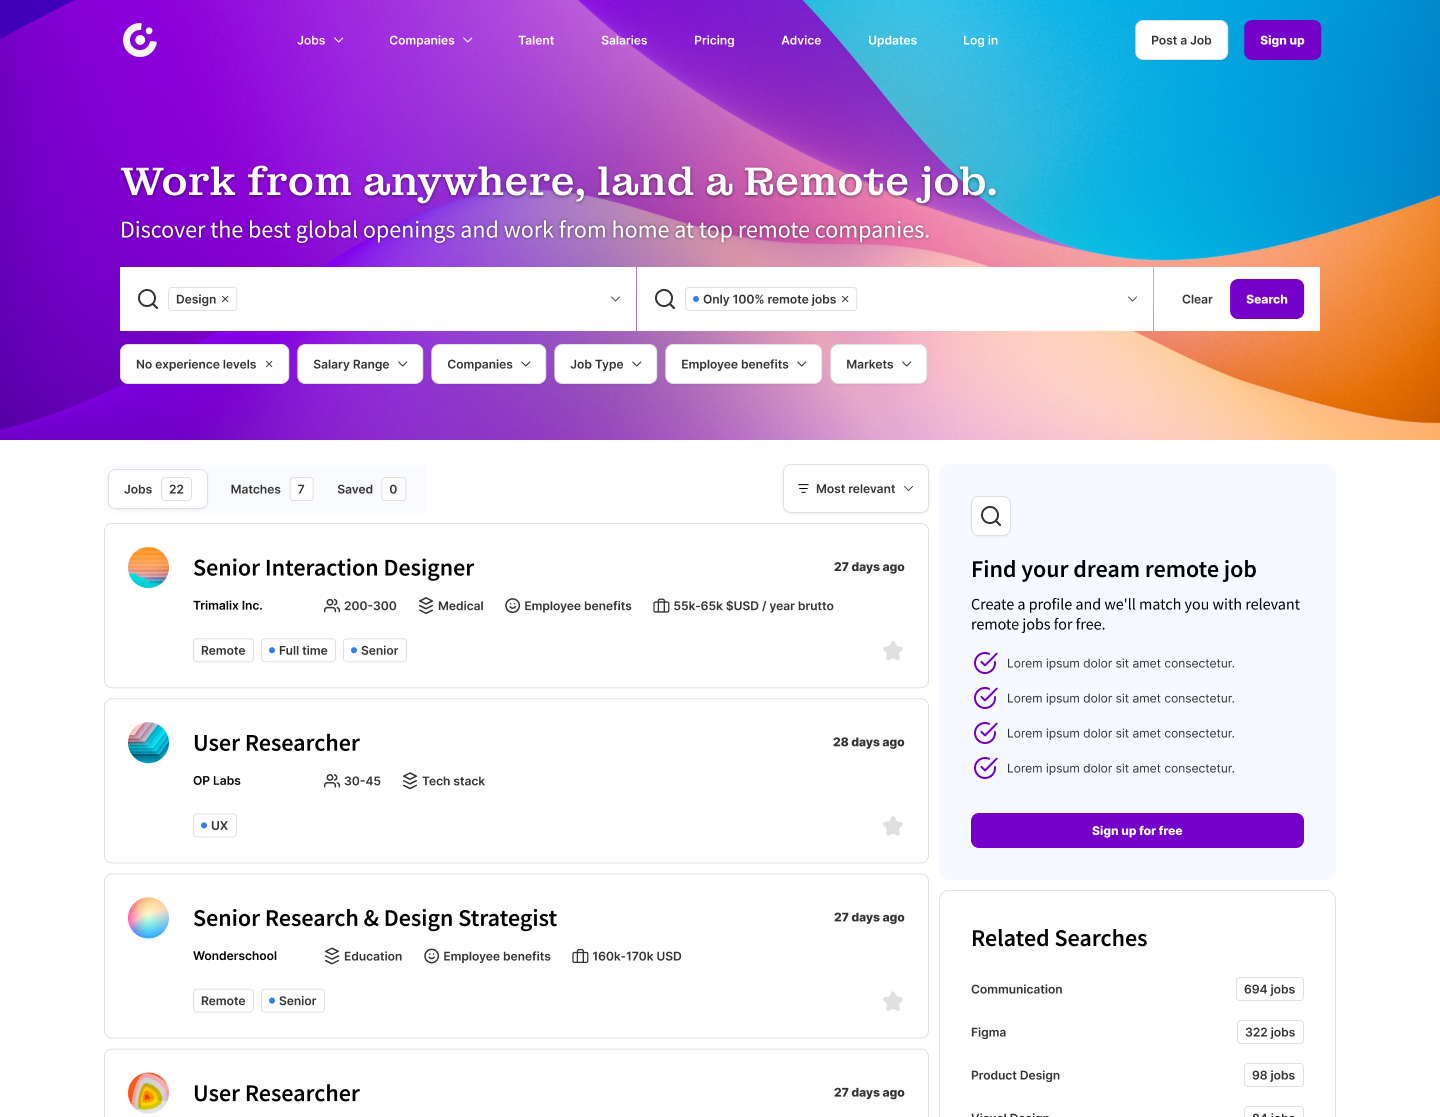 Jobs Companies Talent Salaries Pricing Advice Updates Log in Post a Job Sign up
Work from anywhere, land a Remote job.
Discover the best global openings and work from home at top remote companies.
Design × Only 100% remote jobs × Clear Search
No experience levels × Salary Range Companies Job Type Employee benefits Markets
Jobs 22 Matches 7 Saved 0 Most relevant
Senior Interaction Designer 27 days ago
Trimalix Inc. 200-300 Medical Employee benefits 55k-65k $USD / year brutto
Remote Full time Senior
User Researcher 28 days ago
OP Labs 30-45 Tech stack
UX
Senior Research & Design Strategist 27 days ago
Wonderschool Education Employee benefits 160k-170k USD
Remote Senior
User Researcher 27 days ago
Find your dream remote job
Create a profile and we'll match you with relevant
remote jobs for free.
Lorem ipsum dolor sit amet consectetur.
Lorem ipsum dolor sit amet consectetur.
Lorem ipsum dolor sit amet consectetur.
Lorem ipsum dolor sit amet consectetur.
Sign up for free
Related Searches
Communication 694 jobs
Figma 322 jobs
Product Design 98 jobs